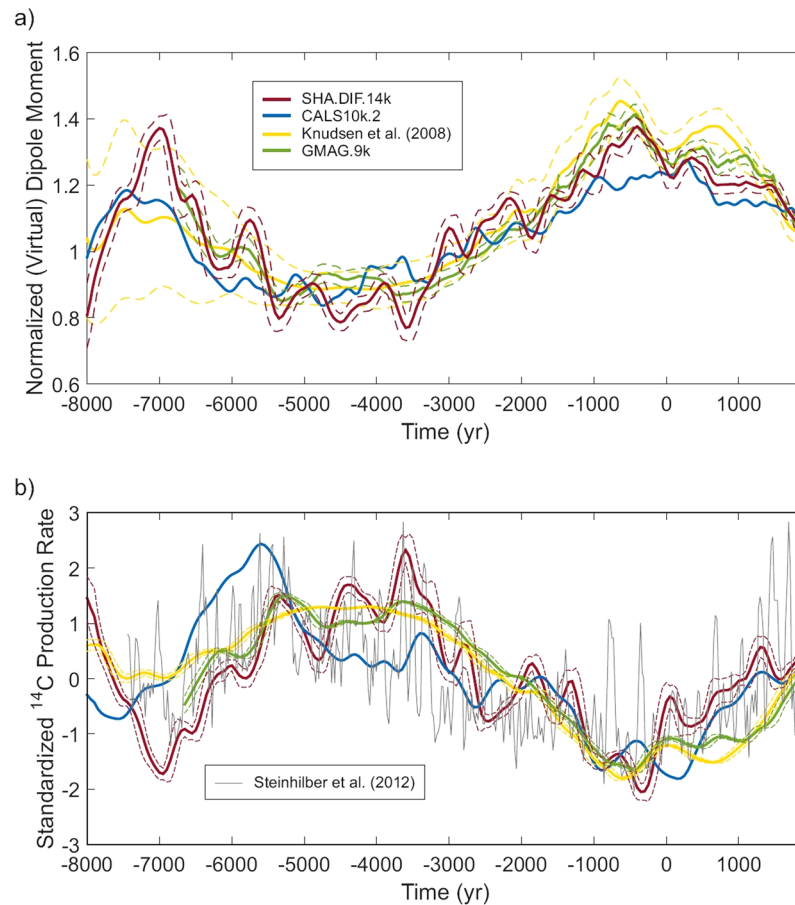 a)
Normalized (Virtual) Dipole Moment
1.6
1.4
1.2
1
0.8
0.6
SHA.DIF.14k
CALS10k.2
Knudsen et al. (2008)
GMAG.9k
-8000 -7000 -6000 -5000 -4000 -3000 -2000 -1000 0 1000
Time (yr)
b)
Standardized ¹⁴C Production Rate
3
2
1
0
-1
-2
-3
Steinhilber et al. (2012)
-8000 -7000 -6000 -5000 -4000 -3000 -2000 -1000 0 1000
Time (yr)